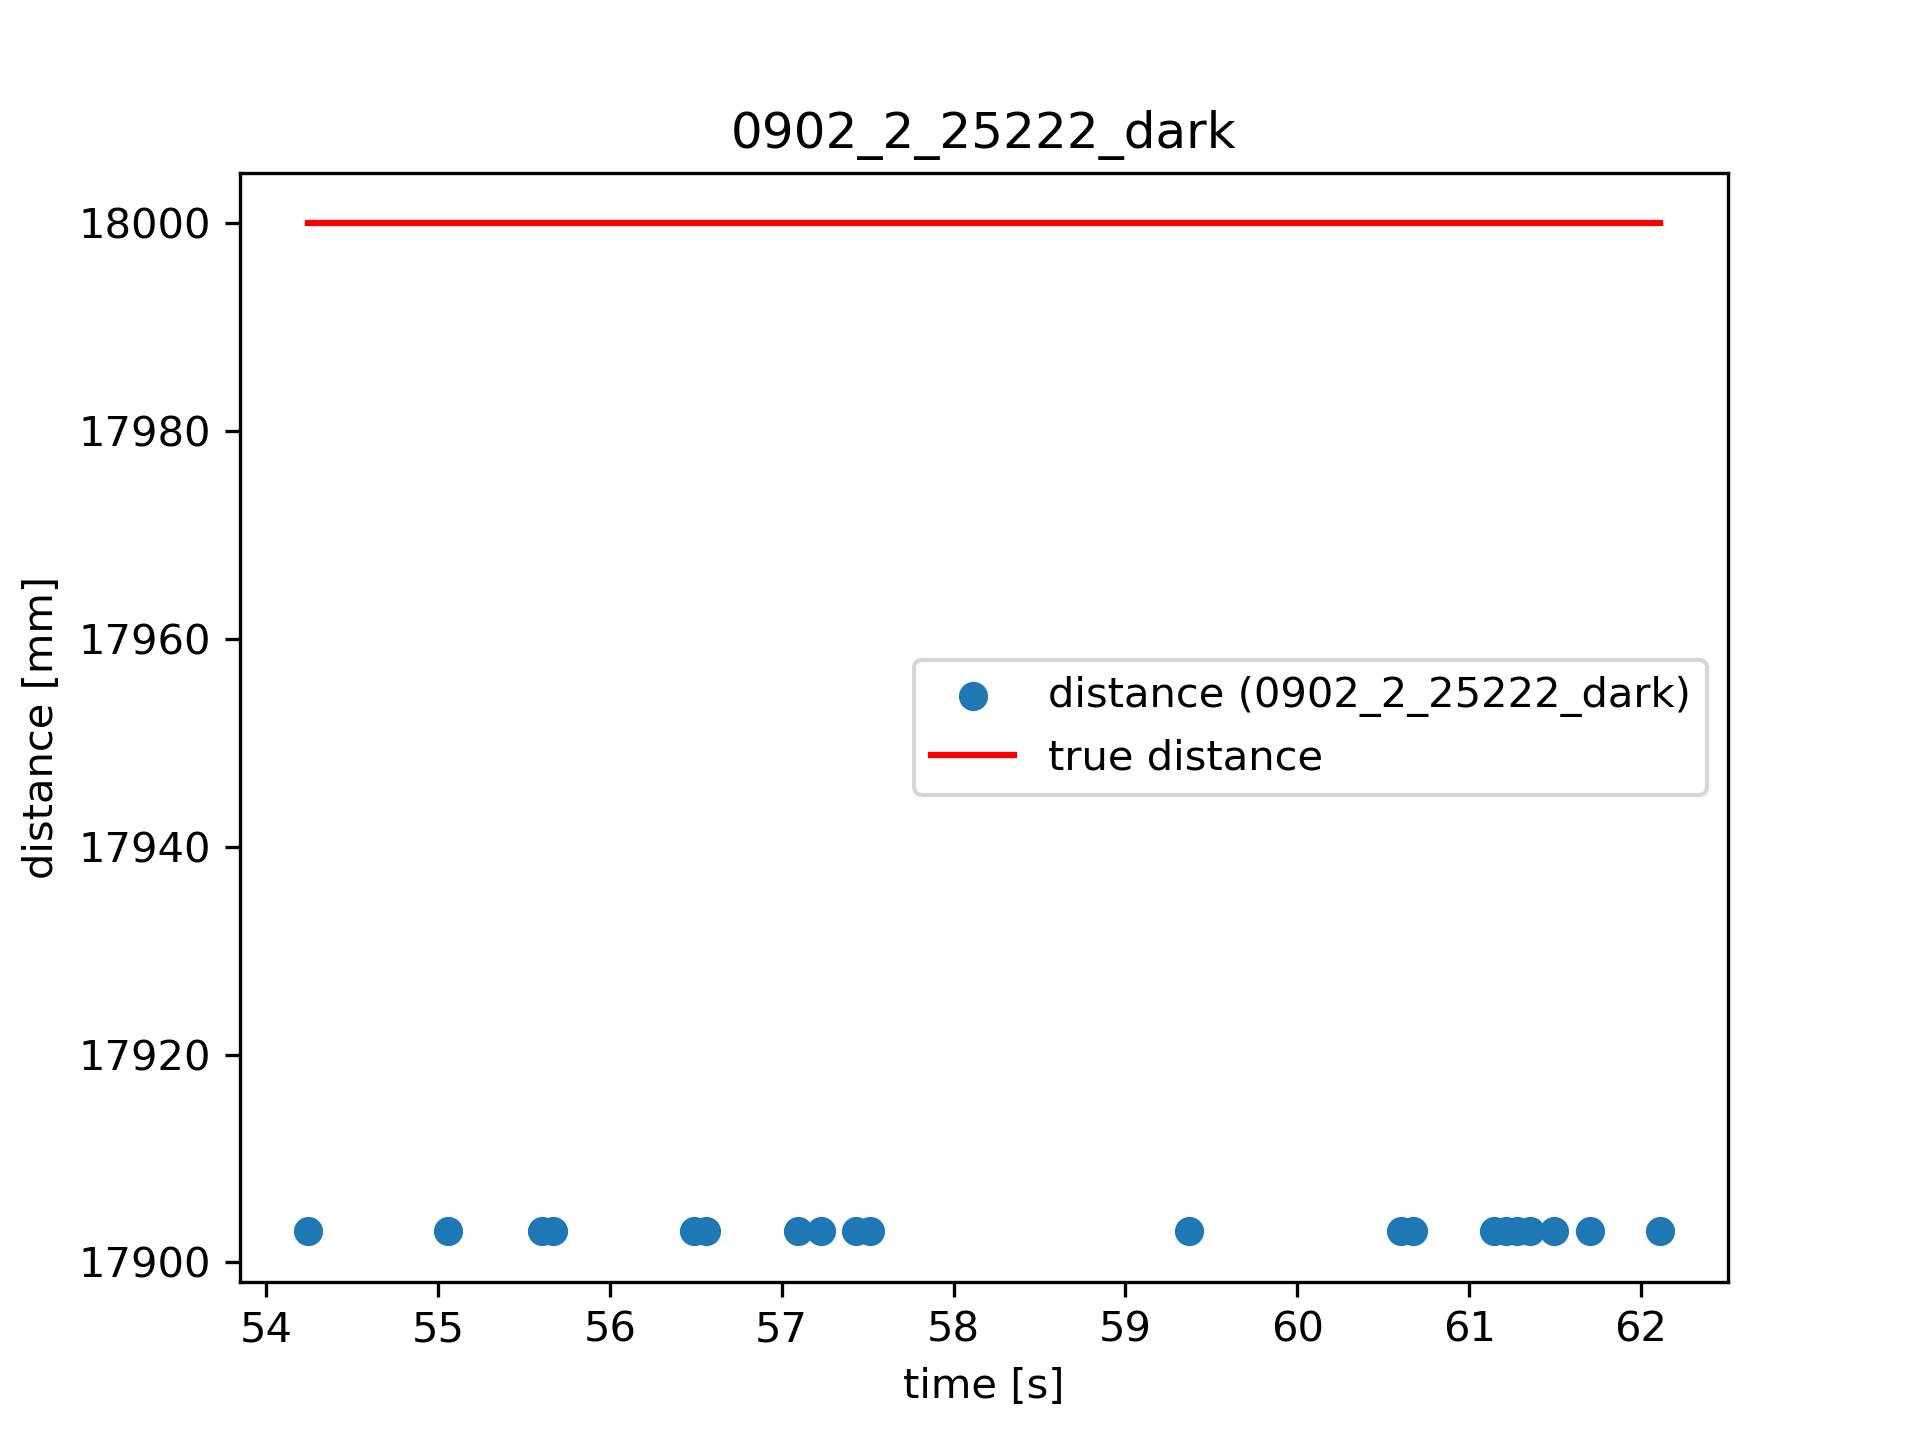 0902_2_25222_dark
18000
17980
17960
17940
17920
17900
distance [mm]
distance (0902_2_25222_dark)
true distance
54 55 56 57 58 59 60 61 62
time [s]